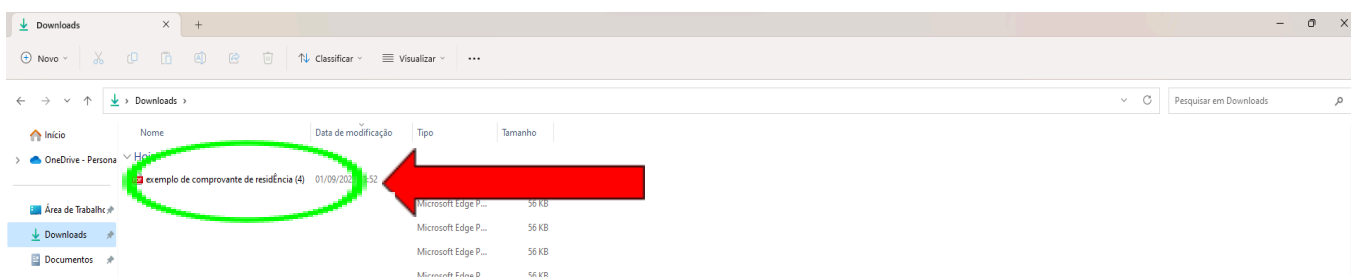 Downloads
Novo Classificar Visualizar
Downloads Pesquisar em Downloads
Início Nome Data de modificação Tipo Tamanho
OneDrive - Persona
exemplo de comprovante de residÊncia (4)
Área de Trabalho Microsoft Edge P... 56 KB
Downloads Microsoft Edge P... 56 KB
Documentos Microsoft Edge P... 56 KB
Microsoft Edge P... 56 KB